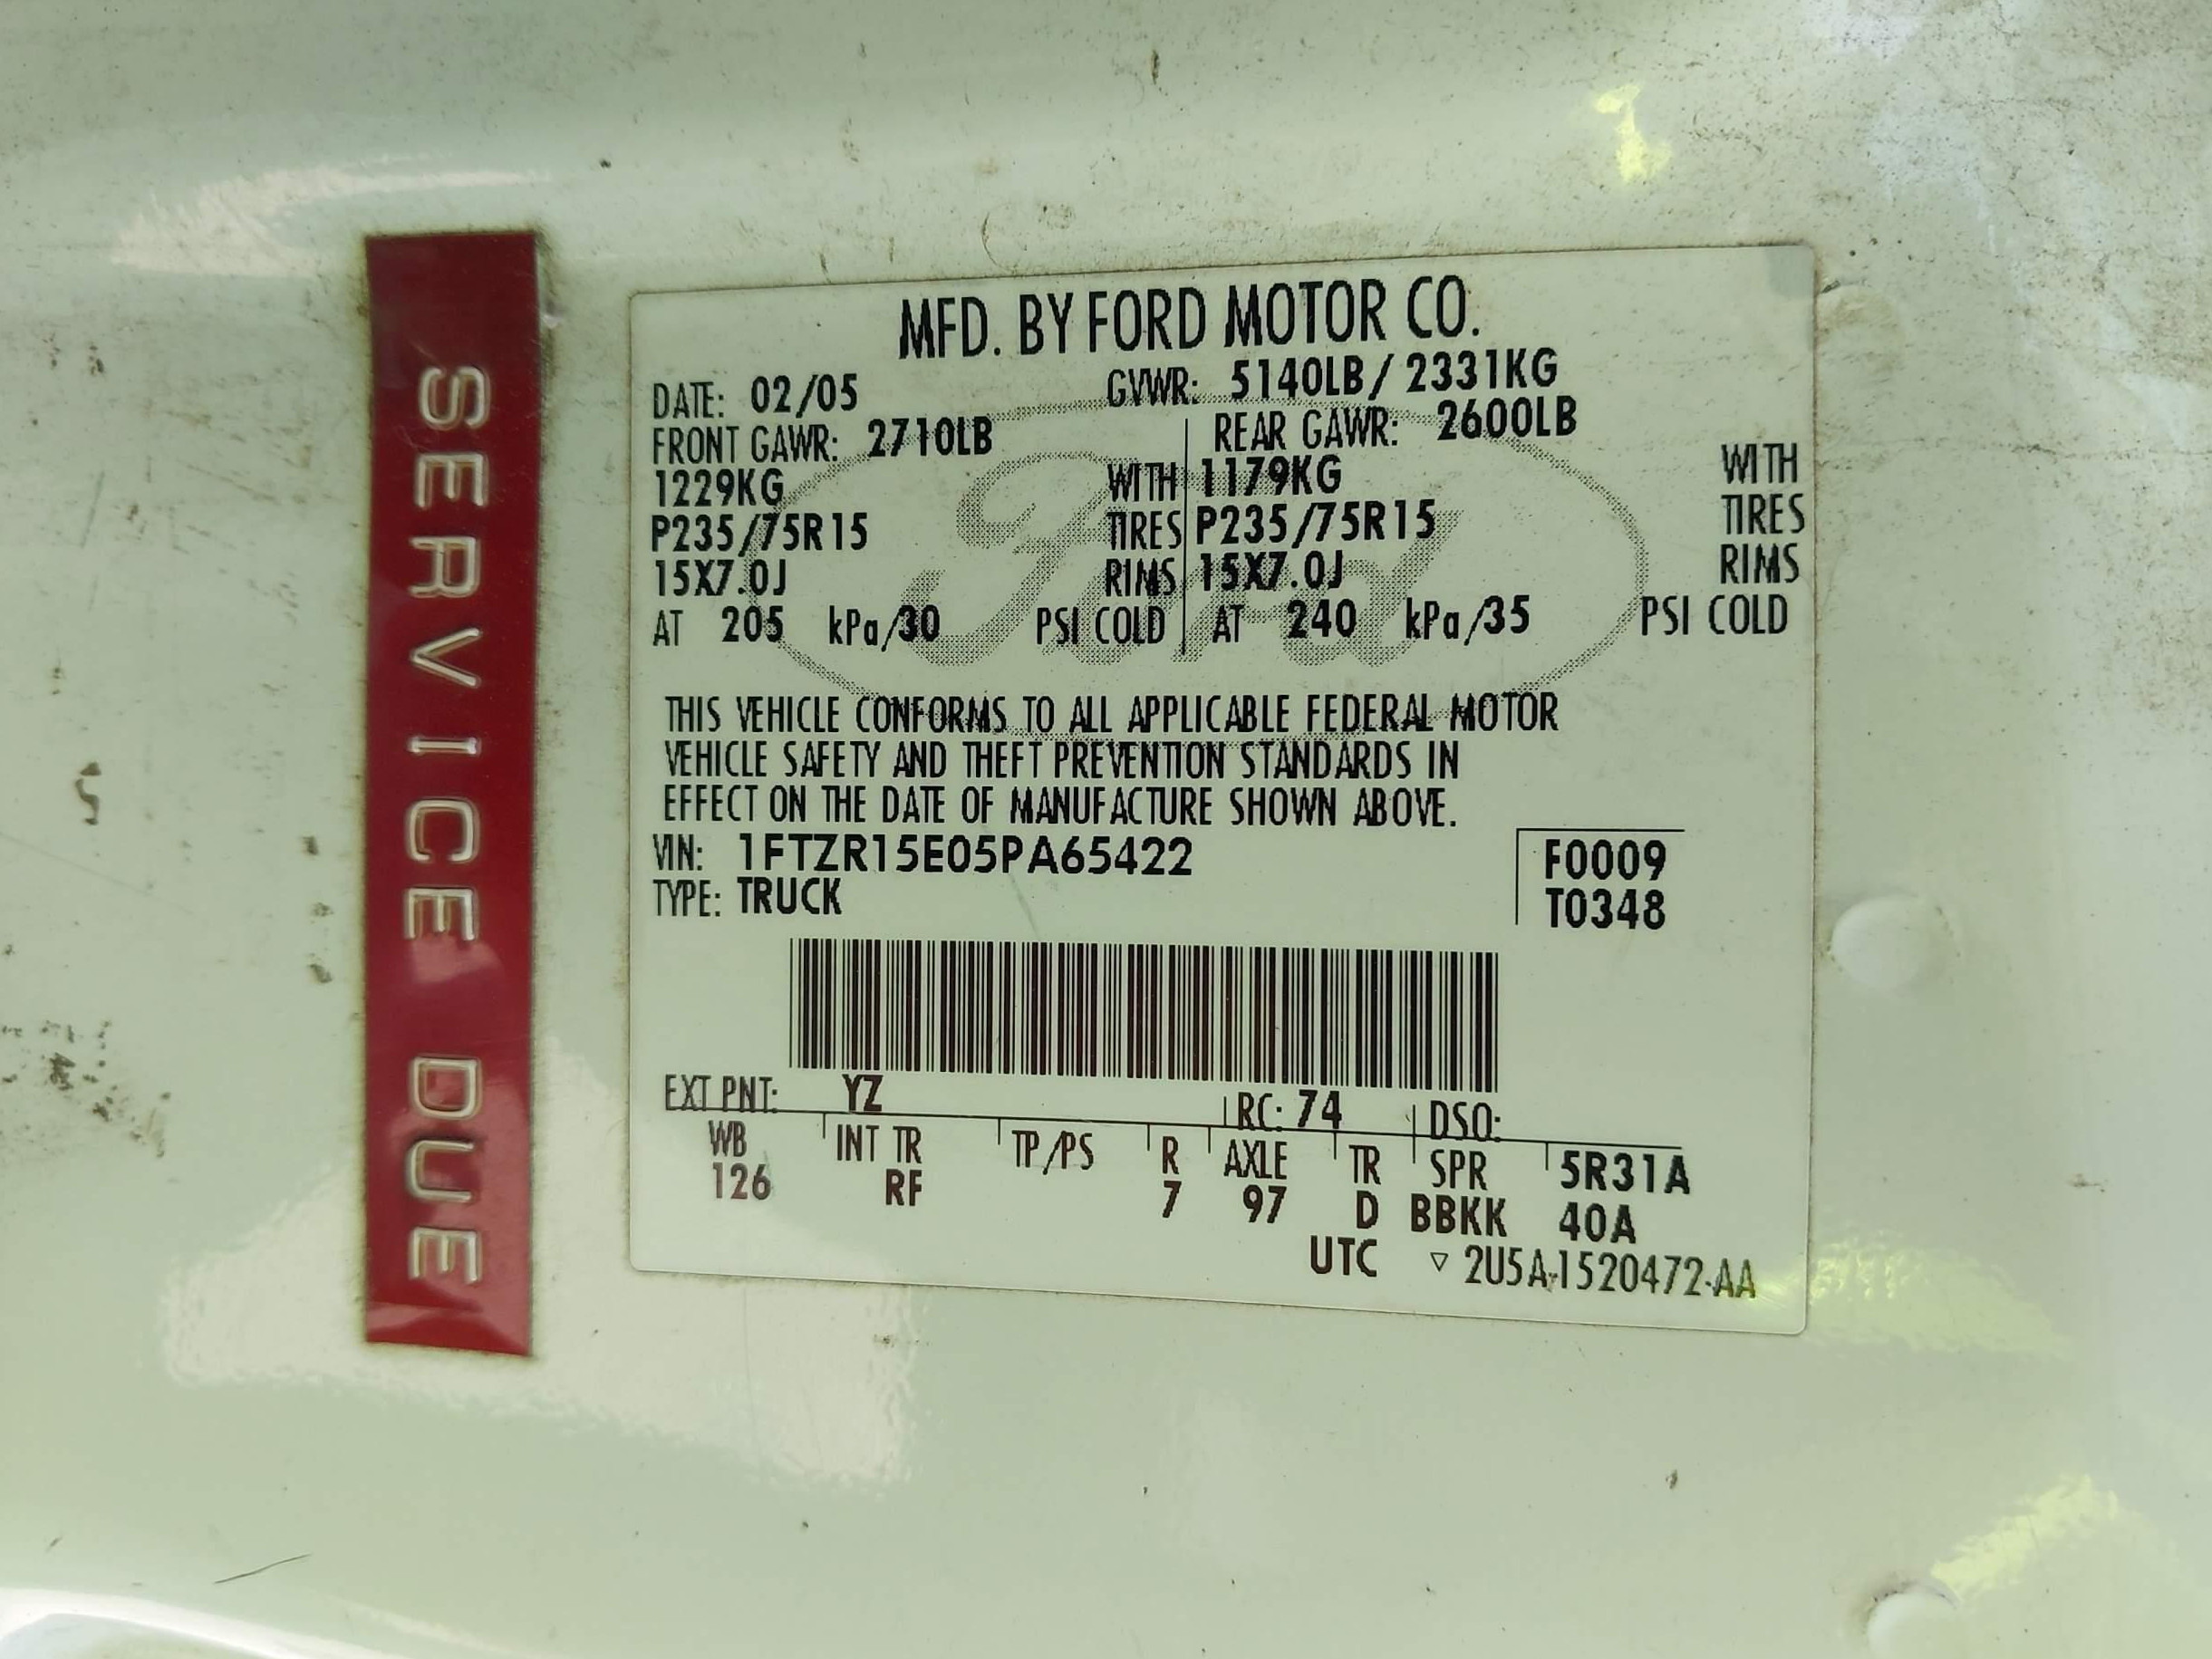 SERVICE DUE
MFD. BY FORD MOTOR CO.
DATE: 02/05 GVWR: 5140LB/ 2331KG
FRONT GAWR: 2710LB REAR GAWR: 2600LB
1229KG WITH 1179KG WITH
P235/75R15 TIRES P235/75R15 TIRES
15X7.0J RIMS 15X7.0J RIMS
AT 205 kPa/30 PSI COLD AT 240 kPa/35 PSI COLD
Ford
THIS VEHICLE CONFORMS TO ALL APPLICABLE FEDERAL MOTOR
VEHICLE SAFETY AND THEFT PREVENTION STANDARDS IN
EFFECT ON THE DATE OF MANUFACTURE SHOWN ABOVE.
VIN: 1FTZR15E05PA65422 F0009
TYPE: TRUCK T0348
EXT PNT: YZ RC: 74 DSO:
WB INT TR TP/PS R AXLE TR SPR 5R31A
126 RF 7 97 D BBKK 40A
UTC ▽ 2U5A-1520472-AA